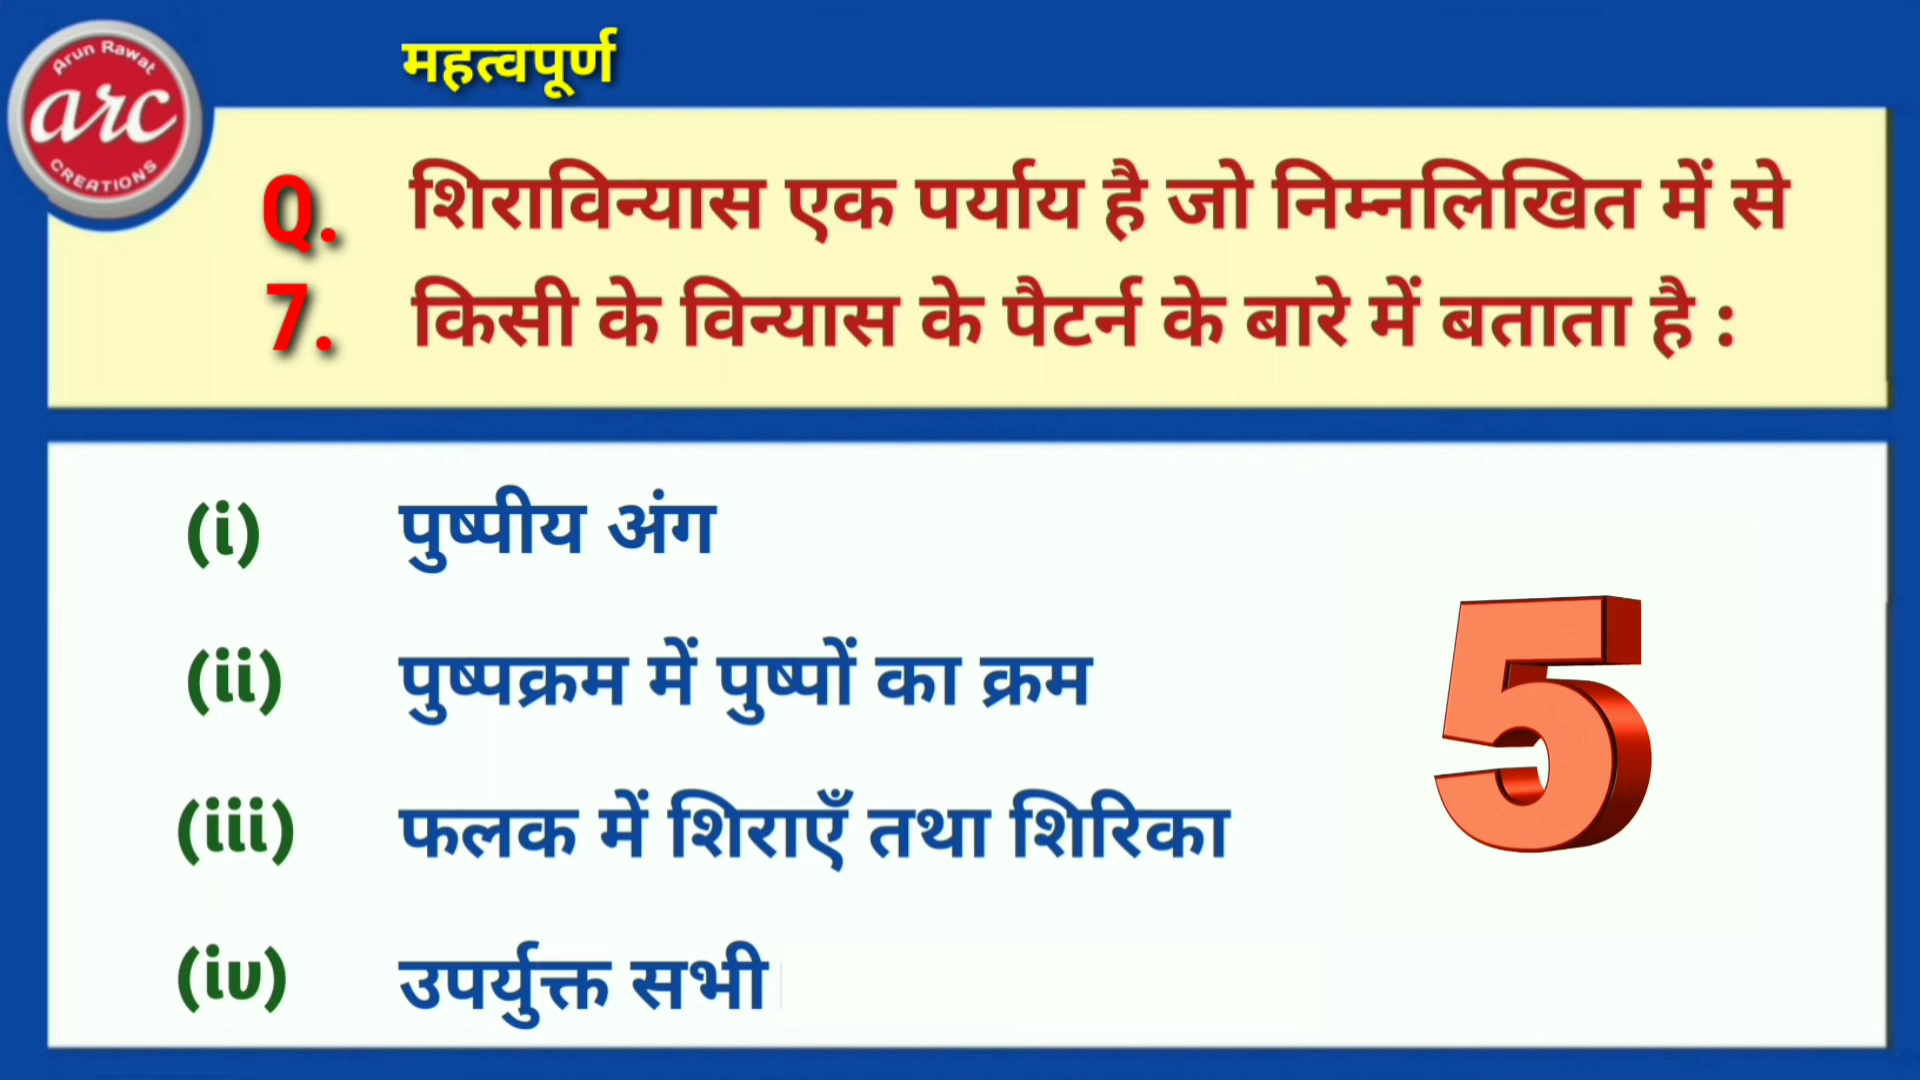 Arun Rawat
arc
CREATIONS
महत्वपूर्ण
Q. शिराविन्यास एक पर्याय है जो निम्नलिखित में से
7. किसी के विन्यास के पैटर्न के बारे में बताता है :
(i) पुष्पीय अंग
(ii) पुष्पक्रम में पुष्पों का क्रम
(iii) फलक में शिराएँ तथा शिरिका
(iv) उपर्युक्त सभी
5